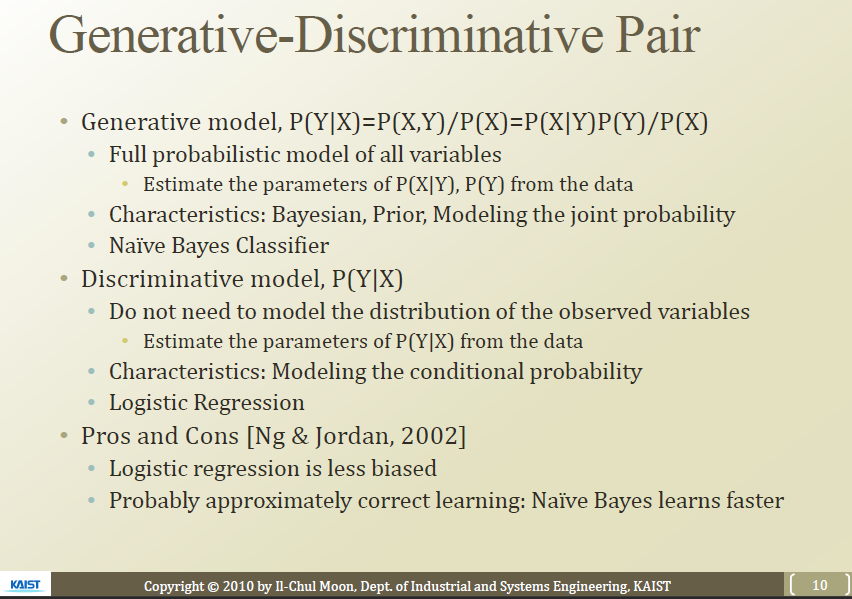 Generative-Discriminative Pair
• Generative model, P(Y|X)=P(X,Y)/P(X)=P(X|Y)P(Y)/P(X)
• Full probabilistic model of all variables
• Estimate the parameters of P(X|Y), P(Y) from the data
• Characteristics: Bayesian, Prior, Modeling the joint probability
• Naïve Bayes Classifier
• Discriminative model, P(Y|X)
• Do not need to model the distribution of the observed variables
• Estimate the parameters of P(Y|X) from the data
• Characteristics: Modeling the conditional probability
• Logistic Regression
• Pros and Cons [Ng & Jordan, 2002]
• Logistic regression is less biased
• Probably approximately correct learning: Naïve Bayes learns faster
KAIST
Copyright © 2010 by Il-Chul Moon, Dept. of Industrial and Systems Engineering, KAIST
10